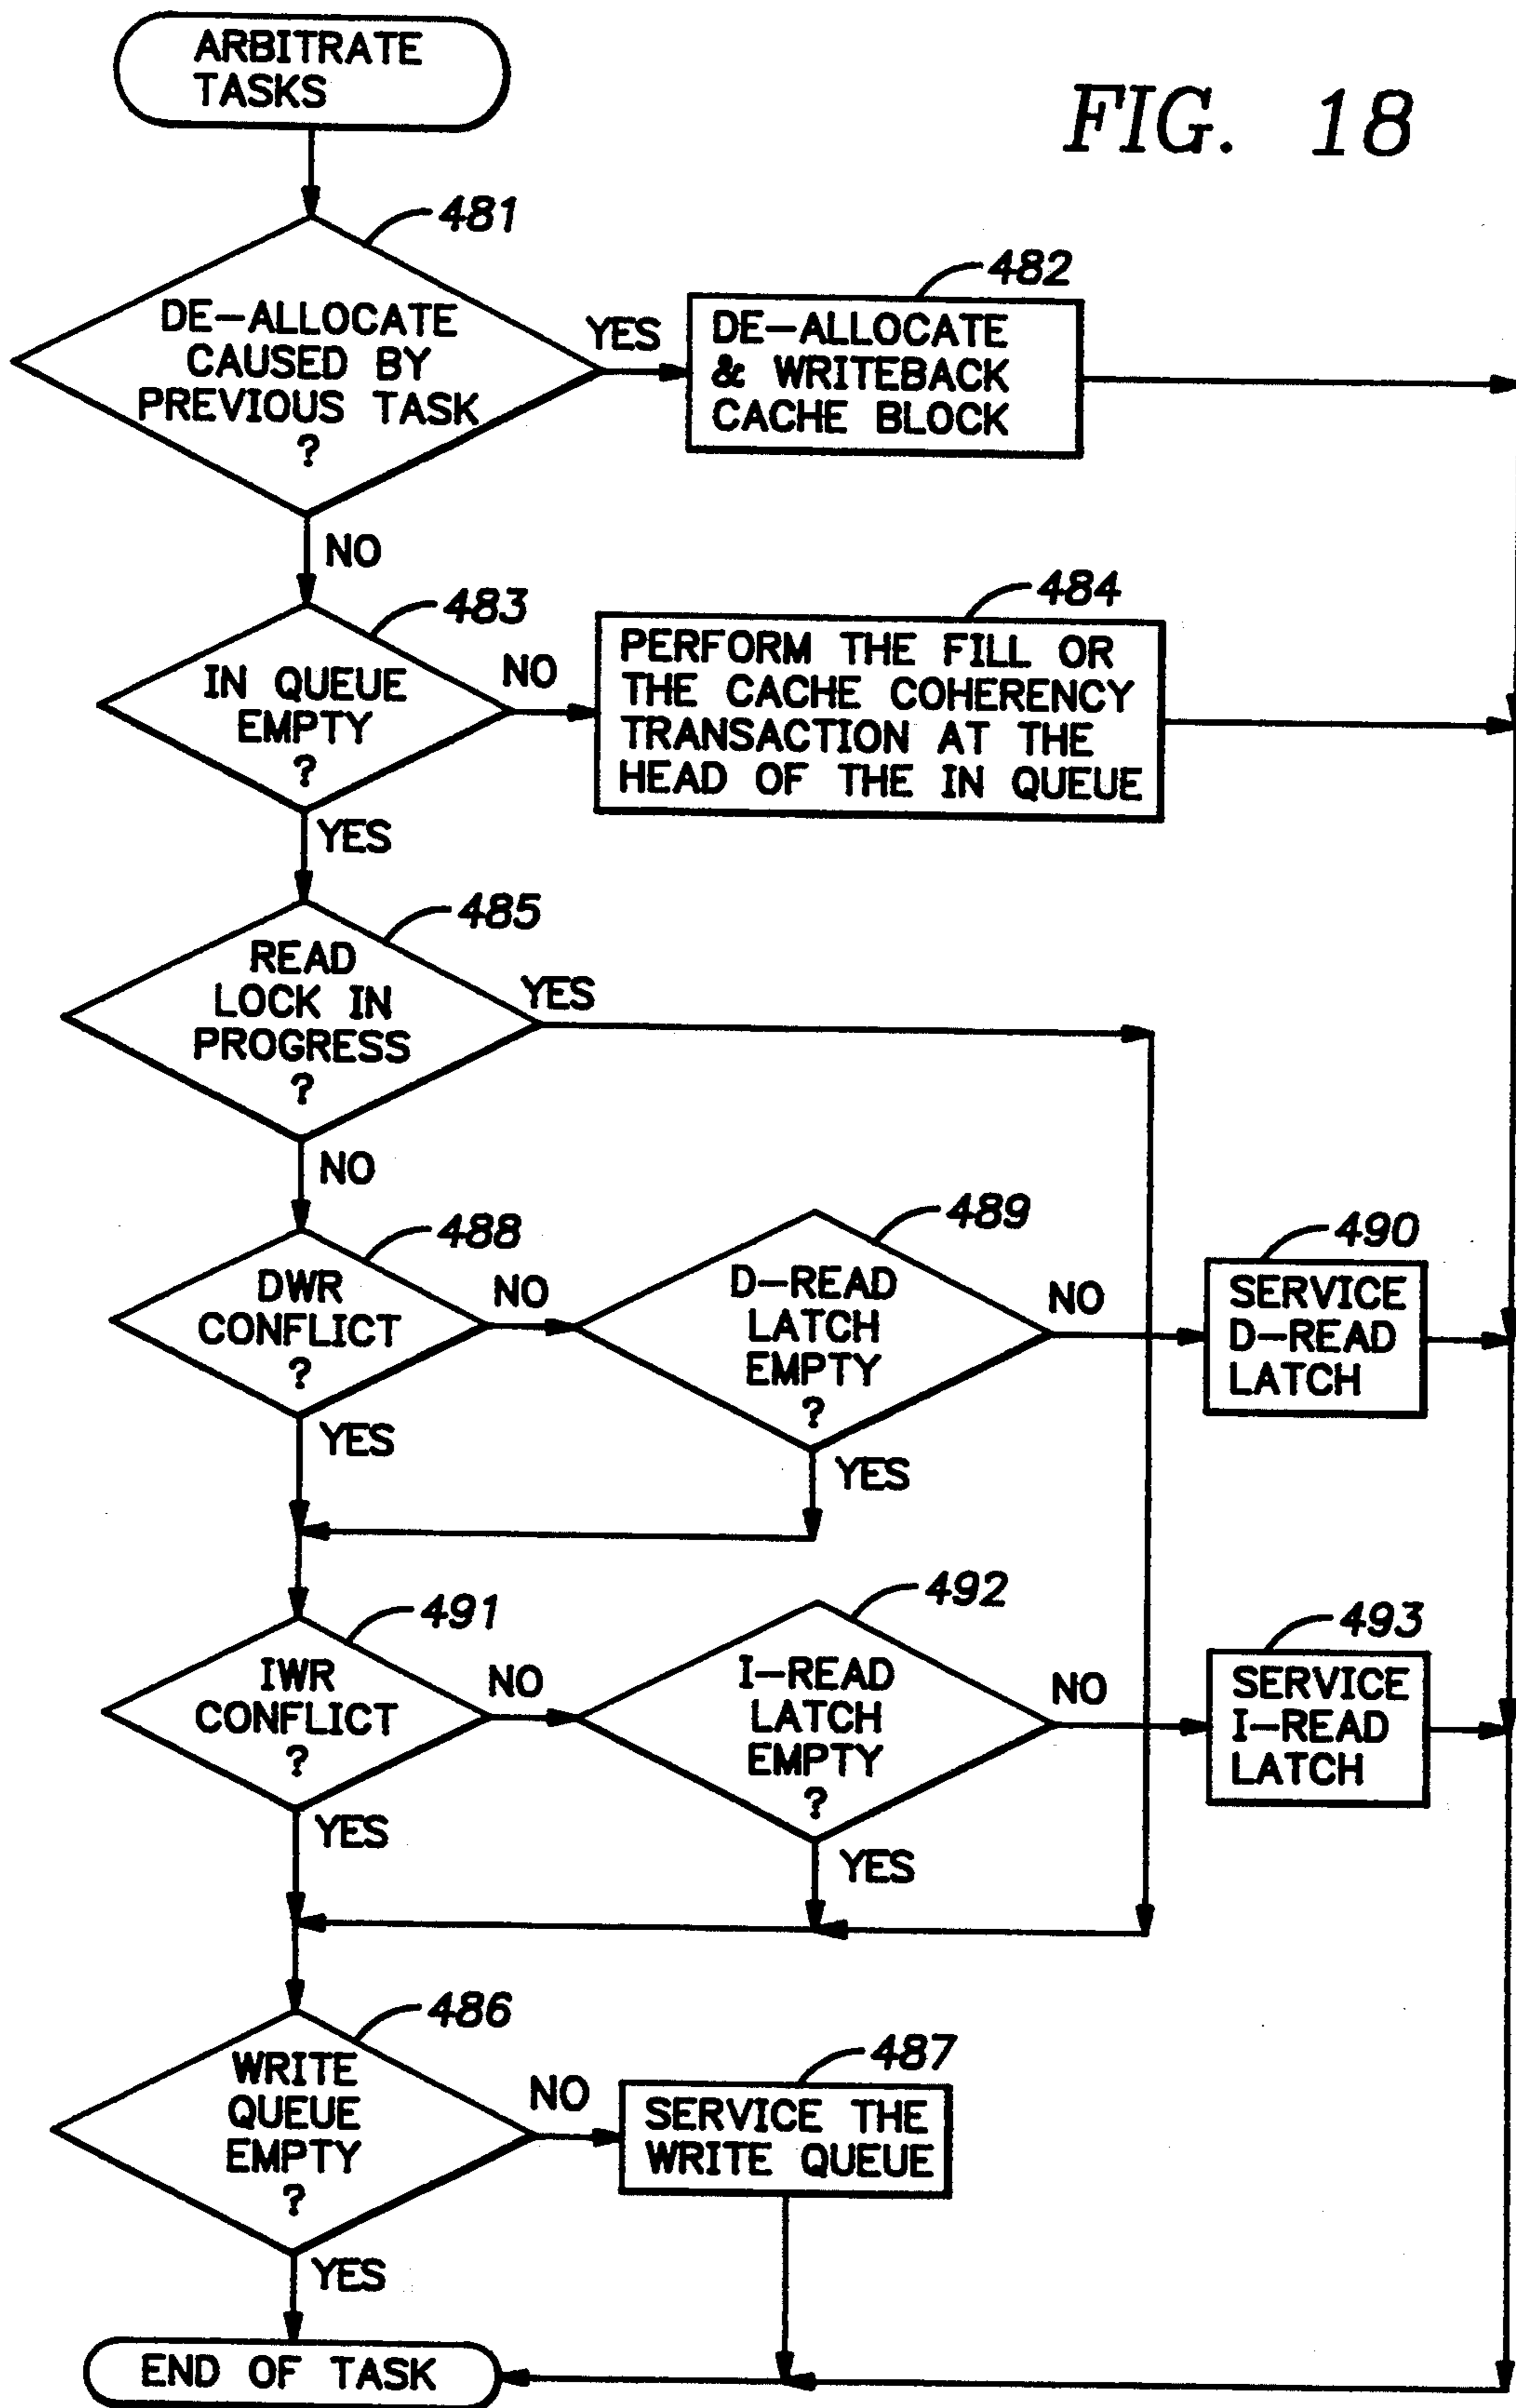 ARBITRATE
TASKS
FIG. 18
481
DE-ALLOCATE
CAUSED BY
PREVIOUS TASK
?
YES
482
DE-ALLOCATE
& WRITEBACK
CACHE BLOCK
NO
483
IN QUEUE
EMPTY
?
NO
484
PERFORM THE FILL OR
THE CACHE COHERENCY
TRANSACTION AT THE
HEAD OF THE IN QUEUE
YES
485
READ
LOCK IN
PROGRESS
?
YES
NO
488
DWR
CONFLICT
?
NO
489
D-READ
LATCH
EMPTY
?
NO
490
SERVICE
D-READ
LATCH
YES
YES
491
IWR
CONFLICT
?
NO
492
I-READ
LATCH
EMPTY
?
NO
493
SERVICE
I-READ
LATCH
YES
YES
486
WRITE
QUEUE
EMPTY
?
NO
487
SERVICE THE
WRITE QUEUE
YES
END OF TASK